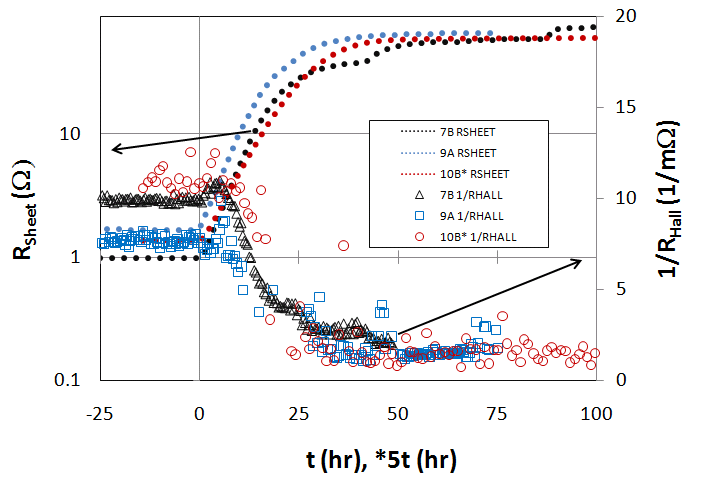 20
15
10
5
0
10
1
0.1
R_Sheet (Ω)
1/R_Hall (1/mΩ)
7B RSHEET
9A RSHEET
10B* RSHEET
7B 1/RHALL
9A 1/RHALL
10B* 1/RHALL
-25 0 25 50 75 100
t (hr), *5t (hr)